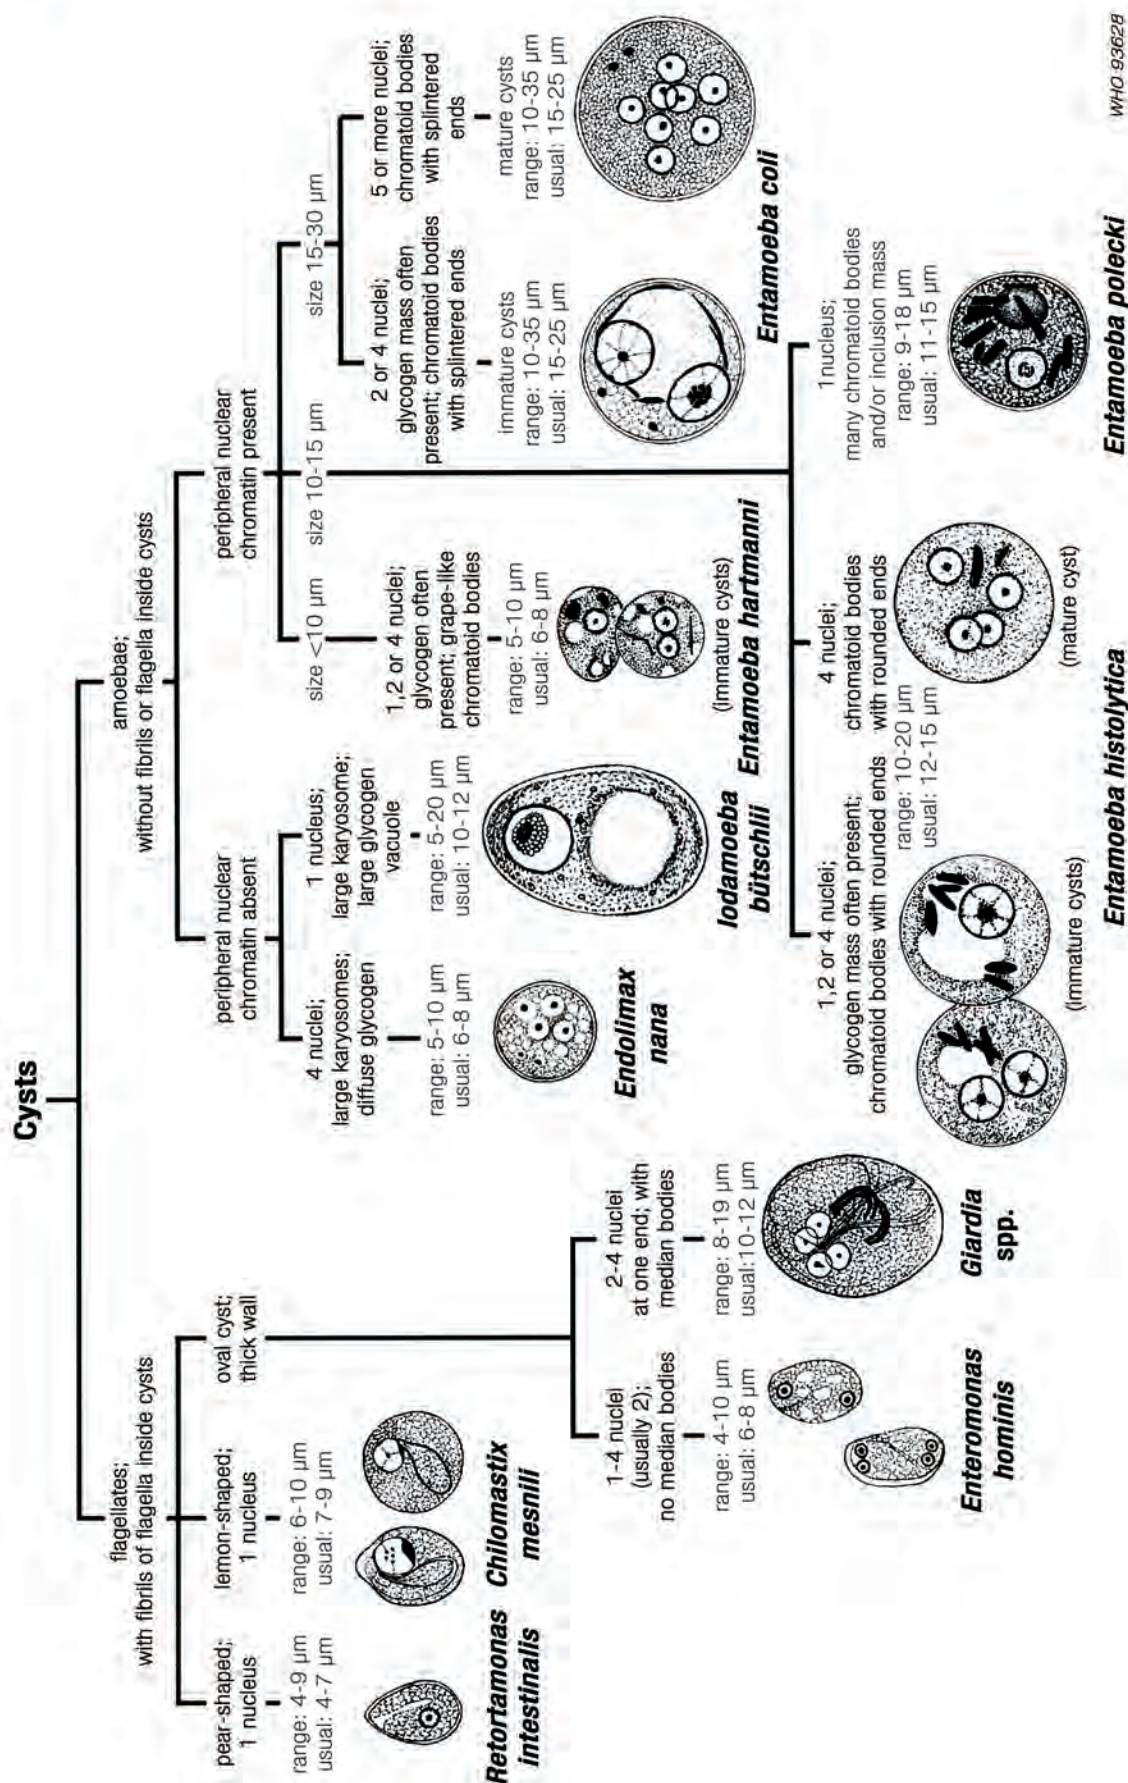 Cysts
flagellates;
with fibrils of flagella inside cysts
pear-shaped;
1 nucleus
range: 4-9 µm
usual: 4-7 µm
Retortamonas
intestinalis
lemon-shaped;
1 nucleus
range: 6-10 µm
usual: 7-9 µm
Chilomastix
mesnili
oval cyst;
thick wall
1-4 nuclei
(usually 2);
no median bodies
range: 4-10 µm
usual: 6-8 µm
Enteromonas
hominis
2-4 nuclei
at one end; with
median bodies
range: 8-19 µm
usual:10-12 µm
Giardia
spp.
amoebae;
without fibrils or flagella inside cysts
peripheral nuclear
chromatin absent
4 nuclei;
large karyosomes;
diffuse glycogen
range: 5-10 µm
usual: 6-8 µm
Endolimax
nana
1 nucleus;
large karyosome;
large glycogen
vacuole
range: 5-20 µm
usual: 10-12 µm
Iodamoeba
bütschlii
peripheral nuclear
chromatin present
size <10 µm
1,2 or 4 nuclei;
glycogen often
present; grape-like
chromatoid bodies
range: 5-10 µm
usual: 6-8 µm
(immature cysts)
Entamoeba hartmanni
size 10-15 µm
1,2 or 4 nuclei;
glycogen mass often present;
chromatoid bodies with rounded ends
4 nuclei;
chromatoid bodies
with rounded ends
range: 10-20 µm
usual: 12-15 µm
(immature cysts)
(mature cyst)
Entamoeba histolytica
1nucleus;
many chromatoid bodies
and/or inclusion mass
range: 9-18 µm
usual: 11-15 µm
Entamoeba polecki
size 15-30 µm
2 or 4 nuclei;
glycogen mass often
present; chromatoid bodies
with splintered ends
immature cysts
range: 10-35 µm
usual: 15-25 µm
5 or more nuclei;
chromatoid bodies
with splintered
ends
mature cysts
range: 10-35 µm
usual: 15-25 µm
Entamoeba coli
WHO 93628